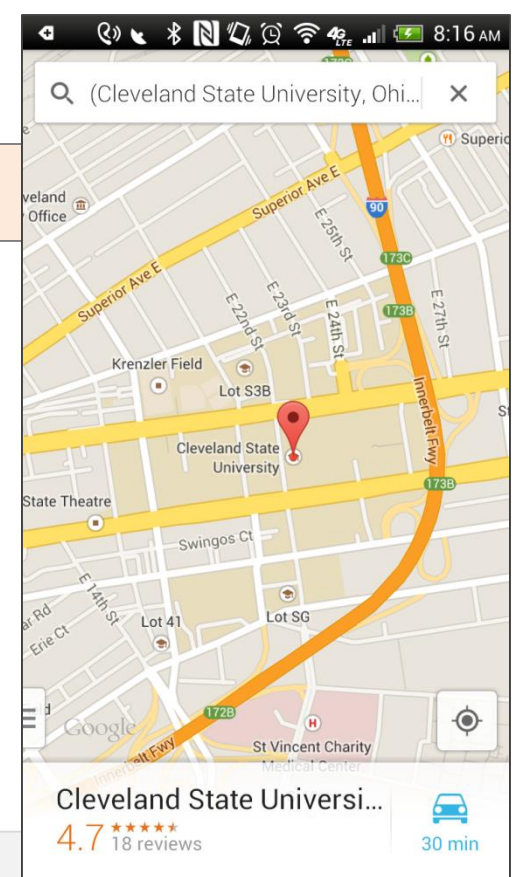 4G LTE 8:16 AM
(Cleveland State University, Ohi...
Superio
90
veland
Office
Superior Ave E
E 25th St
173C
Superior Ave E
E 22nd St
E 23rd St
E 24th St
E 27th St
173B
Krenzler Field
Lot S3B
Innerbelt Fwy
Cleveland State
University
173B
State Theatre
Swingos Ct
E 14th St
Lot 41
Lot SG
Erie Ct
172B
H
Google
Innerbelt Fwy
St Vincent Charity
Medical Center
Cleveland State Universi...
4.7 18 reviews
30 min